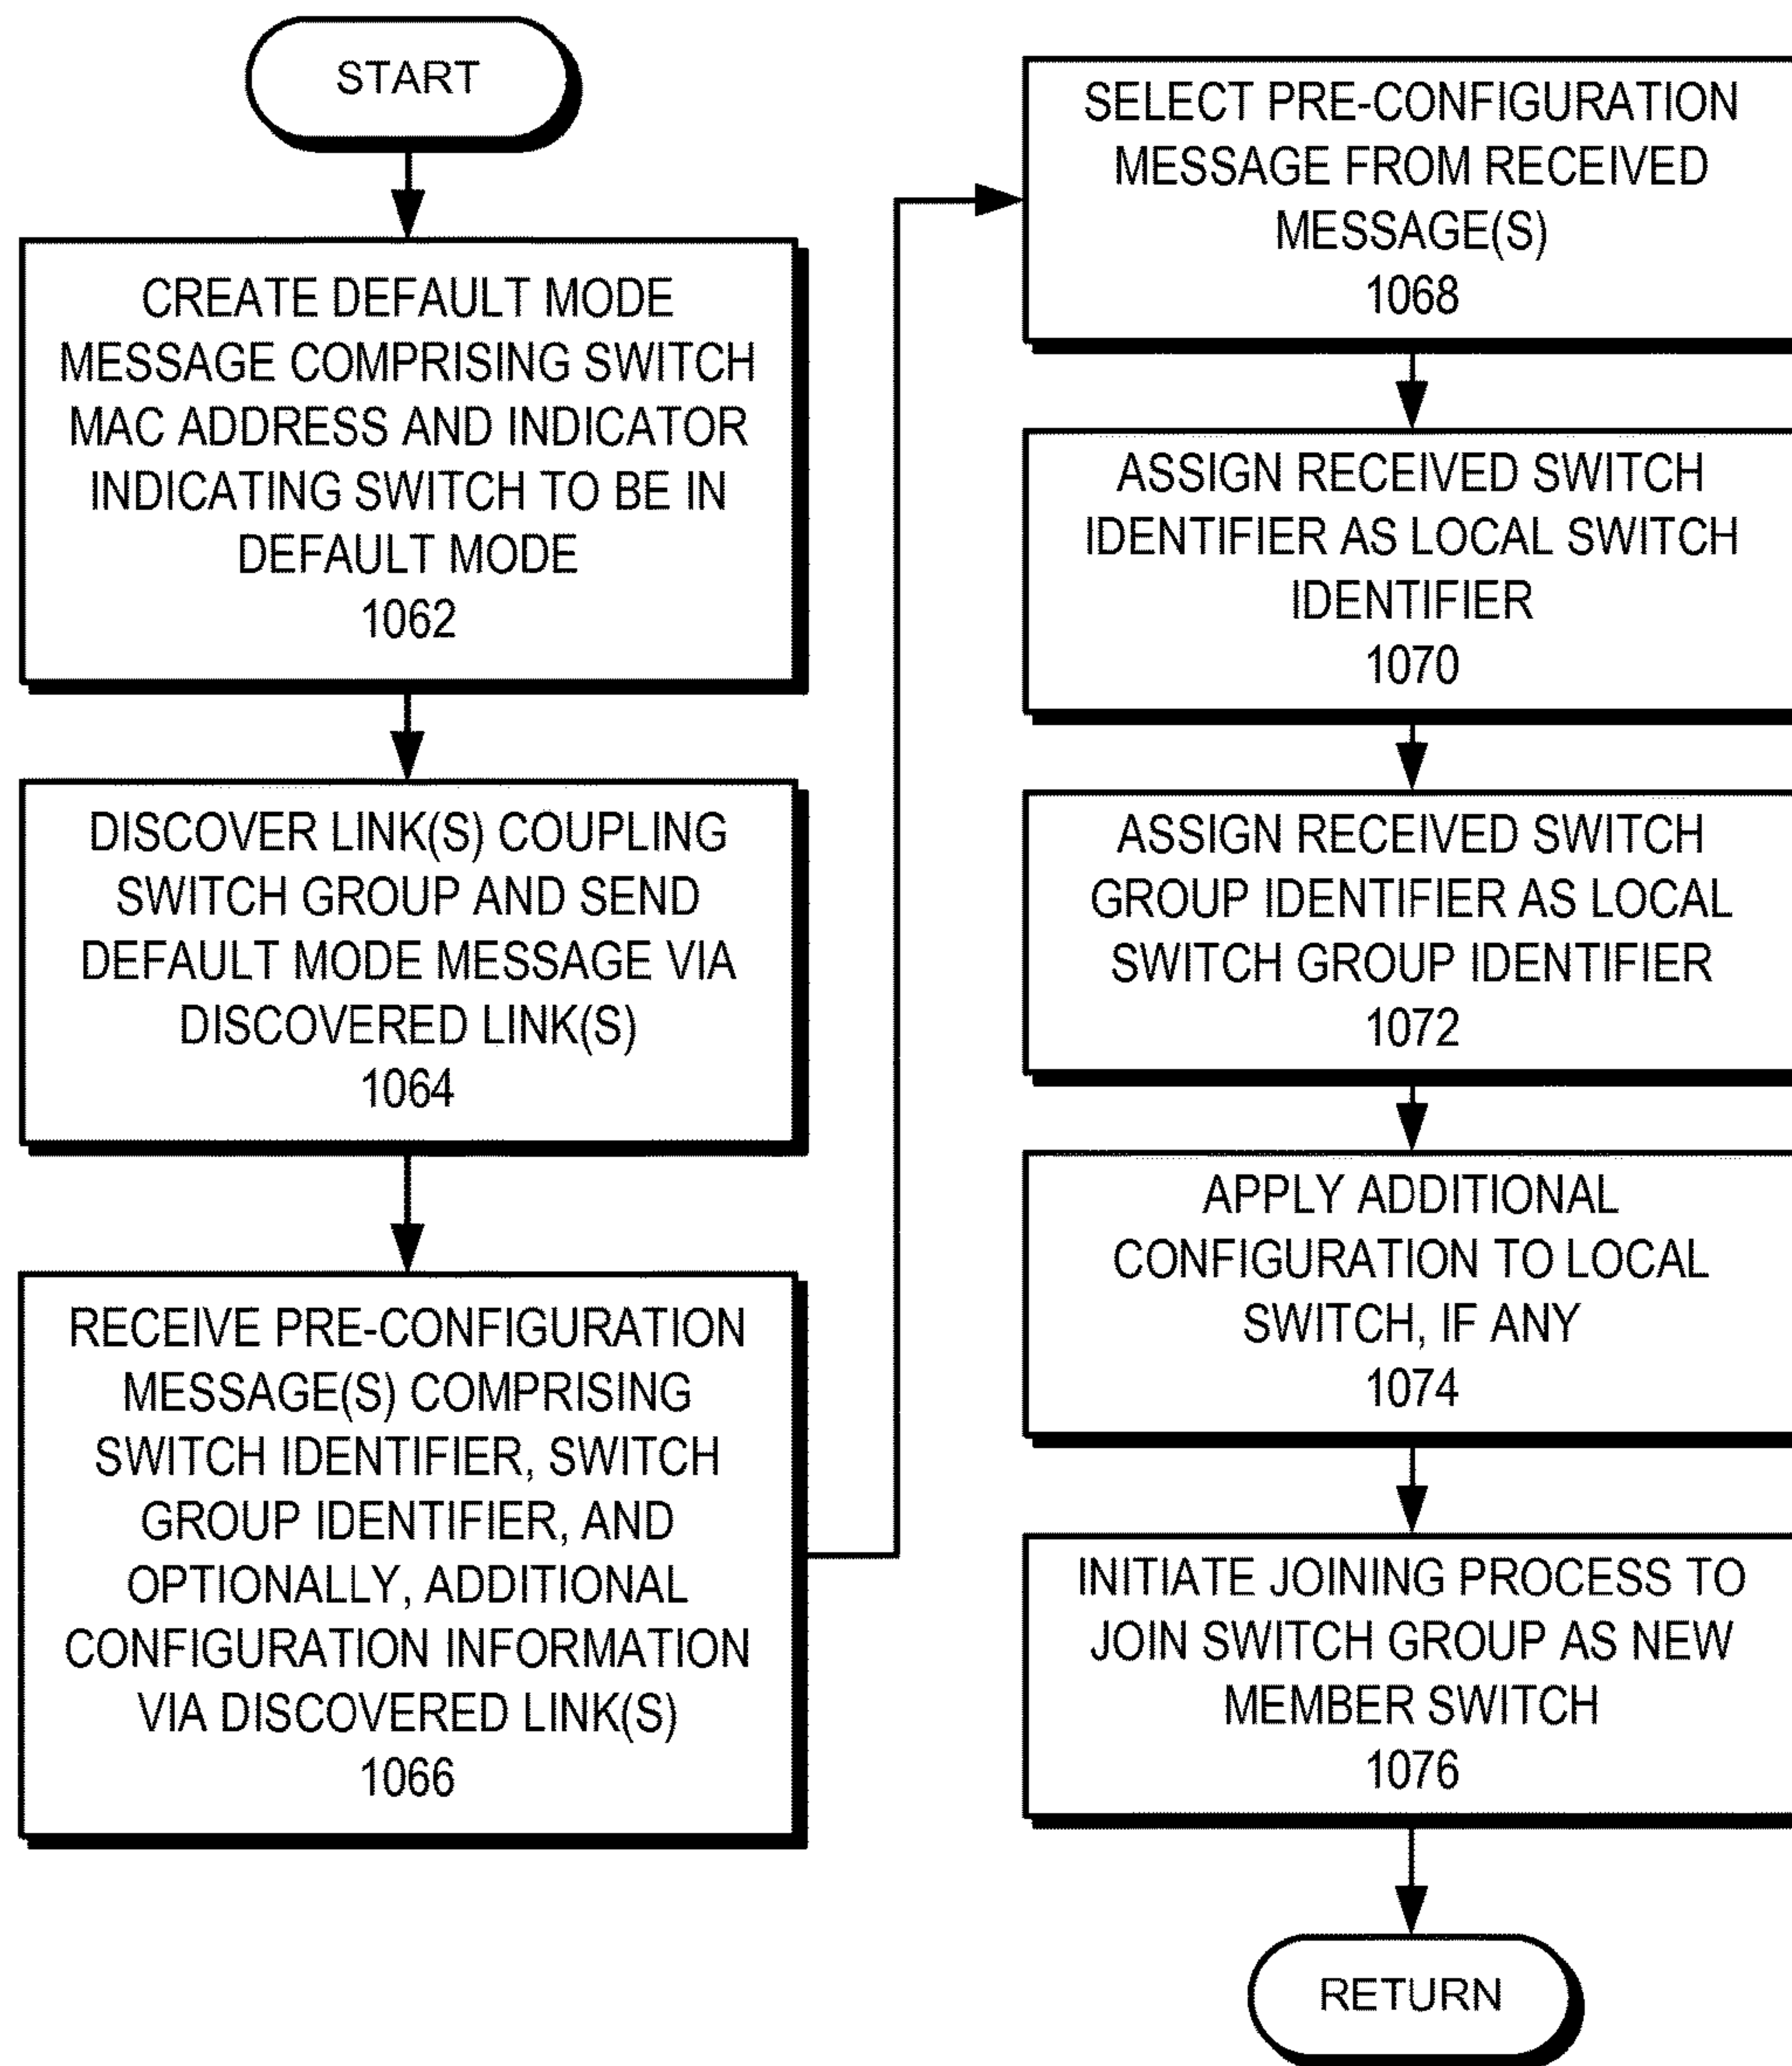 START
CREATE DEFAULT MODE
MESSAGE COMPRISING SWITCH
MAC ADDRESS AND INDICATOR
INDICATING SWITCH TO BE IN
DEFAULT MODE
1062
DISCOVER LINK(S) COUPLING
SWITCH GROUP AND SEND
DEFAULT MODE MESSAGE VIA
DISCOVERED LINK(S)
1064
RECEIVE PRE-CONFIGURATION
MESSAGE(S) COMPRISING
SWITCH IDENTIFIER, SWITCH
GROUP IDENTIFIER, AND
OPTIONALLY, ADDITIONAL
CONFIGURATION INFORMATION
VIA DISCOVERED LINK(S)
1066
SELECT PRE-CONFIGURATION
MESSAGE FROM RECEIVED
MESSAGE(S)
1068
ASSIGN RECEIVED SWITCH
IDENTIFIER AS LOCAL SWITCH
IDENTIFIER
1070
ASSIGN RECEIVED SWITCH
GROUP IDENTIFIER AS LOCAL
SWITCH GROUP IDENTIFIER
1072
APPLY ADDITIONAL
CONFIGURATION TO LOCAL
SWITCH, IF ANY
1074
INITIATE JOINING PROCESS TO
JOIN SWITCH GROUP AS NEW
MEMBER SWITCH
1076
RETURN